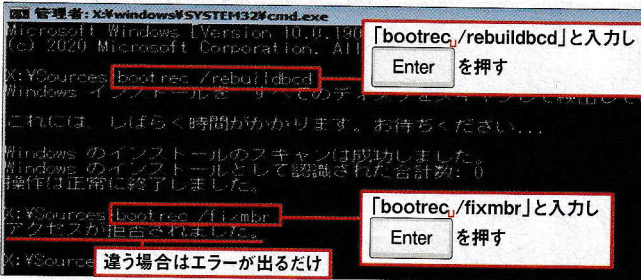 管理者: X:¥windows¥SYSTEM32¥cmd.exe
Microsoft Windows [Version 10.0.190
(c) 2020 Microsoft Corporation. All
「bootrec␣/rebuildbcd」と入力し
Enter を押す
X:¥Sources bootrec /rebuildbcd
Windows インストールを すべてのディスクをスキャンして
これには、しばらく時間がかかります。お待ちください...
Windows のインストールのスキャンは成功しました。
Windows のインストールとして認識された合計数: 0
操作は正常に終了しました。
X:¥Sources bootrec /fixmbr
アクセスが拒否されました。
「bootrec␣/fixmbr」と入力し
Enter を押す
X:¥Source
違う場合はエラーが出るだけ